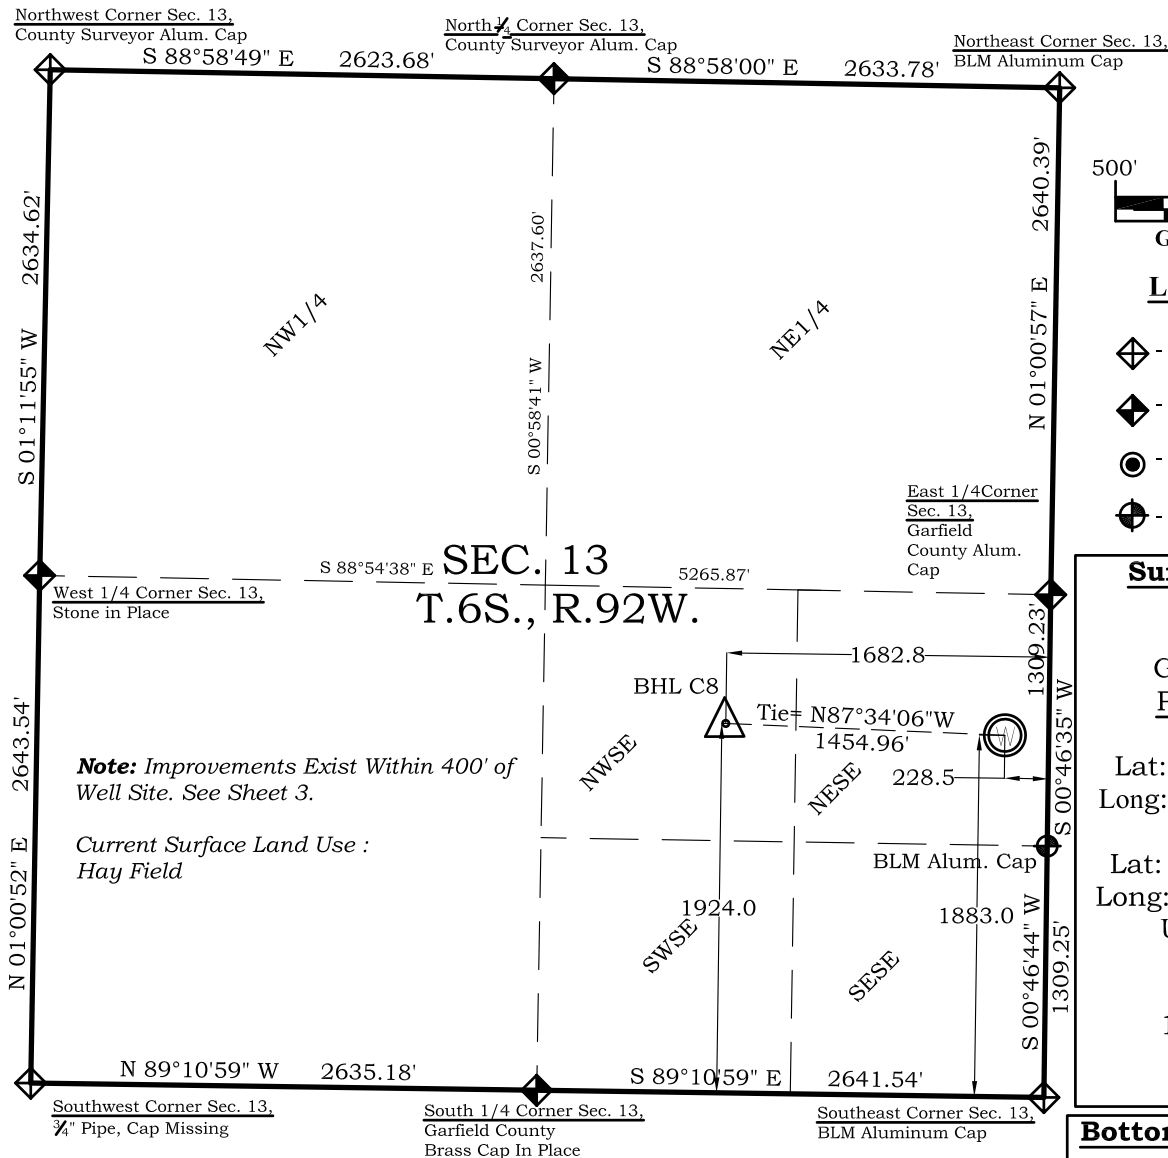 Northwest Corner Sec. 13,
County Surveyor Alum. Cap
North 1/4 Corner Sec. 13,
County Surveyor Alum. Cap
Northeast Corner Sec. 13,
BLM Aluminum Cap
S 88°58'49" E 2623.68'
S 88°58'00" E 2633.78'
2634.62'
S 01°11'55" W
2637.60'
S 00°58'41" W
2640.39'
N 01°00'57" E
500'
G
L
NW1/4
NE1/4
East 1/4Corner
Sec. 13,
Garfield
County Alum.
Cap
S 88°54'38" E
SEC. 13
5265.87'
T.6S., R.92W.
West 1/4 Corner Sec. 13,
Stone in Place
Su
1309.23'
S 00°46'35" W
1682.8
BHL C8
Tie= N87°34'06"W
1454.96'
228.5
NWSE
NESE
G
F
Lat:
Long:
Lat:
Long:
U
1
2643.54'
N 01°00'52" E
Note: Improvements Exist Within 400' of
Well Site. See Sheet 3.
Current Surface Land Use :
Hay Field
BLM Alum. Cap
1924.0
1883.0
SWSE
SESE
S 00°46'44" W
1309.25'
N 89°10'59" W 2635.18'
S 89°10'59" E 2641.54'
Southwest Corner Sec. 13,
3/4" Pipe, Cap Missing
South 1/4 Corner Sec. 13,
Garfield County
Brass Cap In Place
Southeast Corner Sec. 13,
BLM Aluminum Cap
Botto